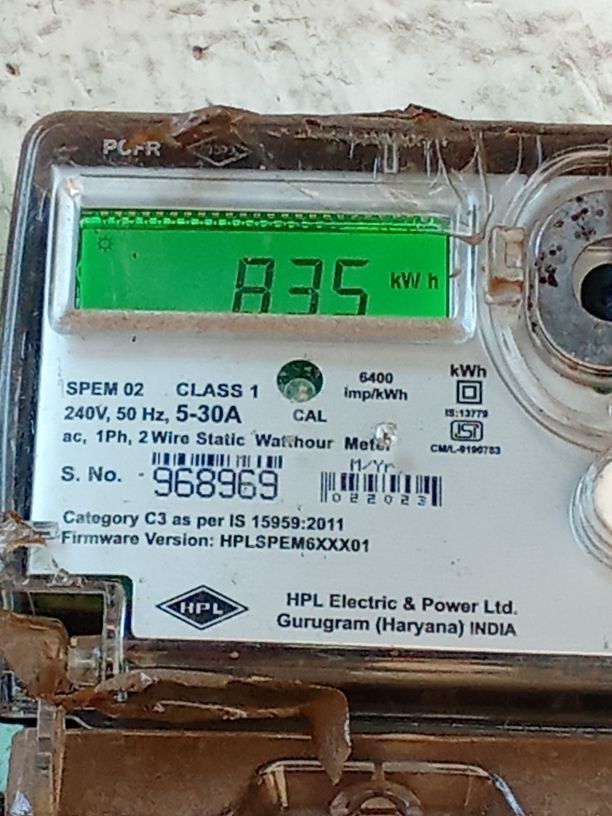 835 kWh
SPEM 02 CLASS 1
240V, 50 Hz, 5-30A
CAL
6400
imp/kWh
kWh
IS:13779
ISI
CM/L-9190783
ac, 1Ph, 2 Wire Static Watthour Meter
S. No. 968969
M/Yr.
022023
Category C3 as per IS 15959:2011
Firmware Version: HPLSPEM6XXX01
HPL
HPL Electric & Power Ltd.
Gurugram (Haryana) INDIA